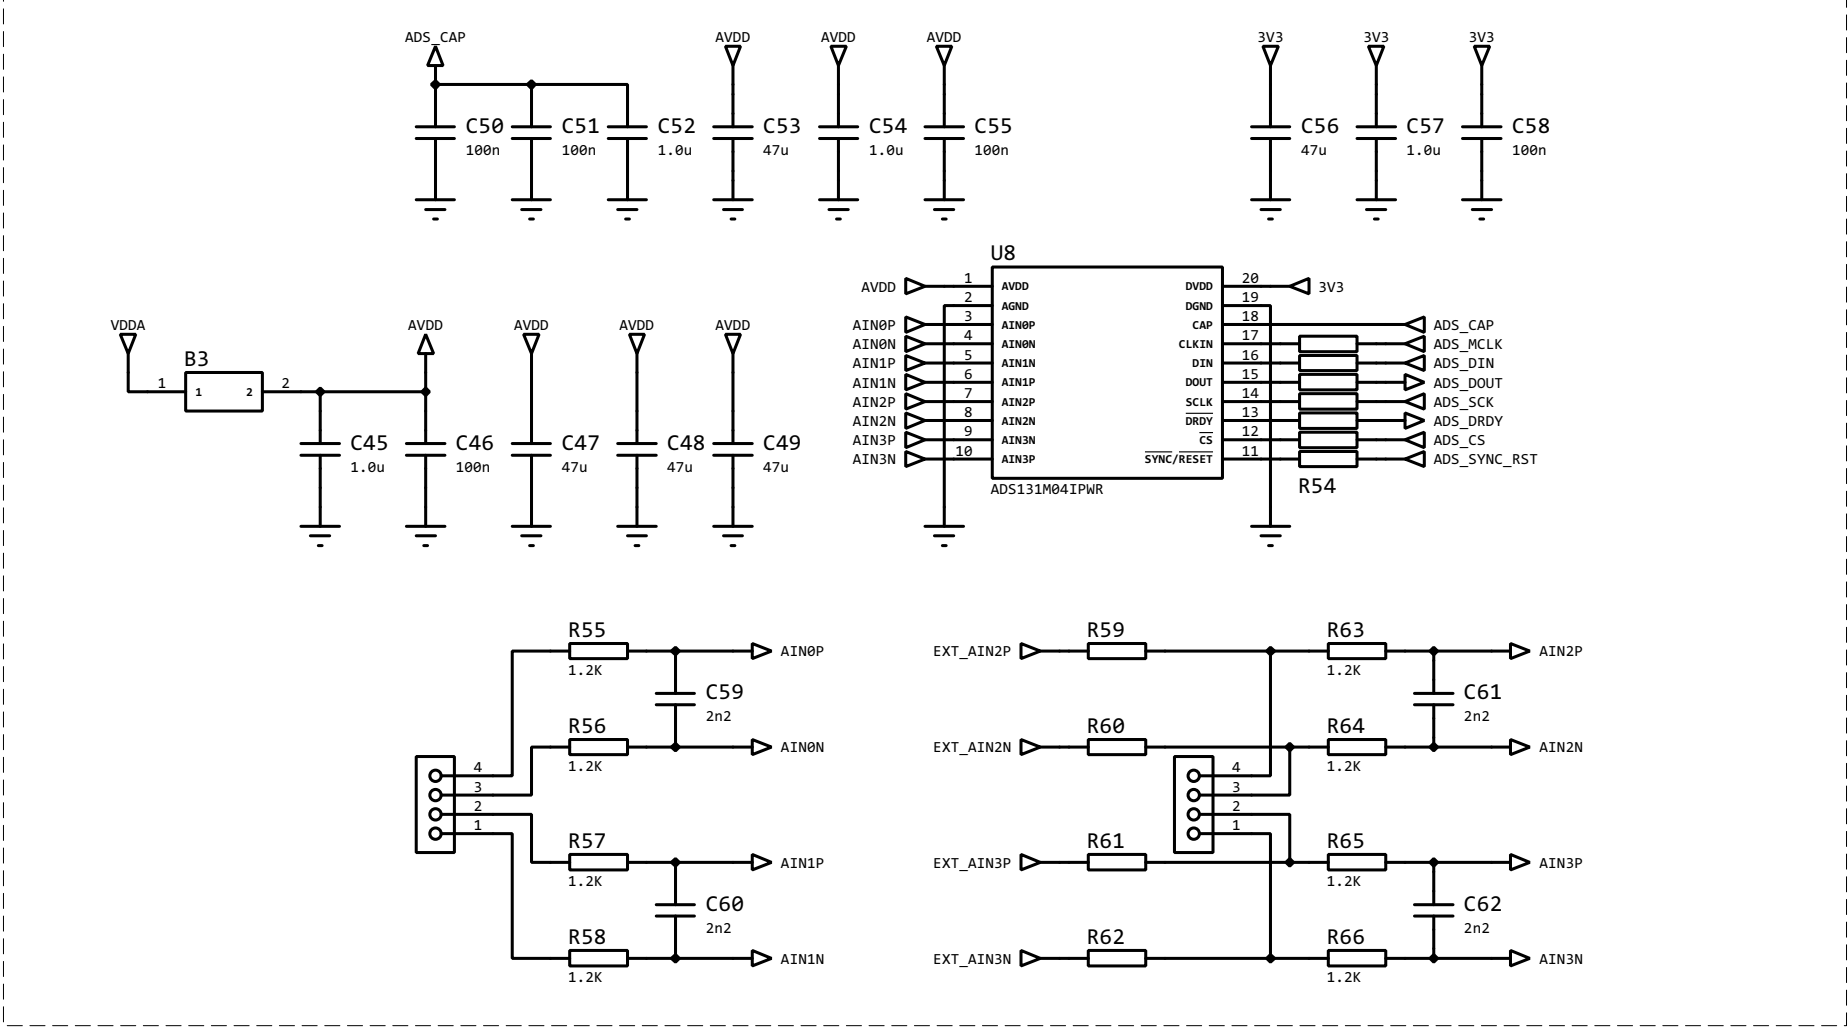 ADS_CAP AVDD AVDD AVDD 3V3 3V3 3V3
C50 C51 C52 C53 C54 C55 C56 C57 C58
100n 100n 1.0u 47u 1.0u 100n 47u 1.0u 100n
U8
AVDD 1 AVDD DVDD 20 3V3
2 AGND DGND 19
AIN0P 3 AIN0P CAP 18 ADS_CAP
AIN0N 4 AIN0N CLKIN 17 ADS_MCLK
AIN1P 5 AIN1N DIN 16 ADS_DIN
AIN1N 6 AIN1P DOUT 15 ADS_DOUT
AIN2P 7 AIN2P SCLK 14 ADS_SCK
AIN2N 8 AIN2N DRDY 13 ADS_DRDY
AIN3P 9 AIN3N CS 12 ADS_CS
AIN3N 10 AIN3P SYNC/RESET 11 ADS_SYNC_RST
ADS131M04IPWR R54
VDDA AVDD AVDD AVDD AVDD
B3
1 1 2 2
C45 C46 C47 C48 C49
1.0u 100n 47u 47u 47u
R55 AIN0P
1.2K
C59
2n2
R56 AIN0N
1.2K
4
3
2
1
R57 AIN1P
1.2K
C60
2n2
R58 AIN1N
1.2K
EXT_AIN2P R59 R63 AIN2P
1.2K
C61
2n2
EXT_AIN2N R60 R64 AIN2N
1.2K
4
3
2
1
EXT_AIN3P R61 R65 AIN3P
1.2K
C62
2n2
EXT_AIN3N R62 R66 AIN3N
1.2K